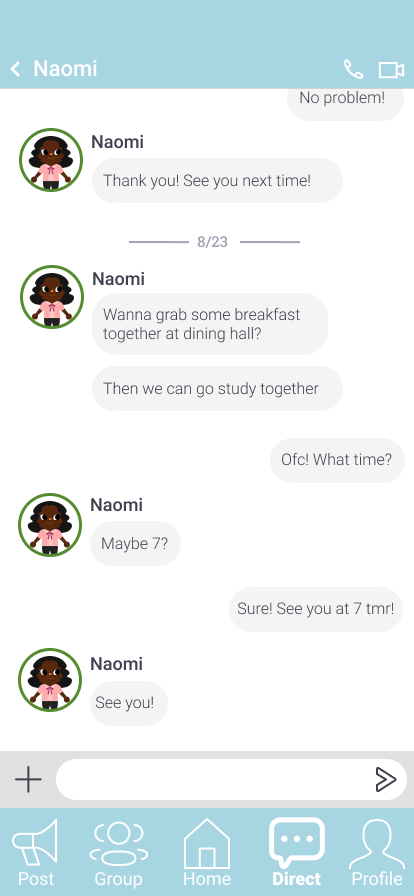 Naomi
No problem!
Naomi
Thank you! See you next time!
8/23
Naomi
Wanna grab some breakfast
together at dining hall?
Then we can go study together
Ofc! What time?
Naomi
Maybe 7?
Sure! See you at 7 tmr!
Naomi
See you!
Post
Group
Home
Direct
Profile